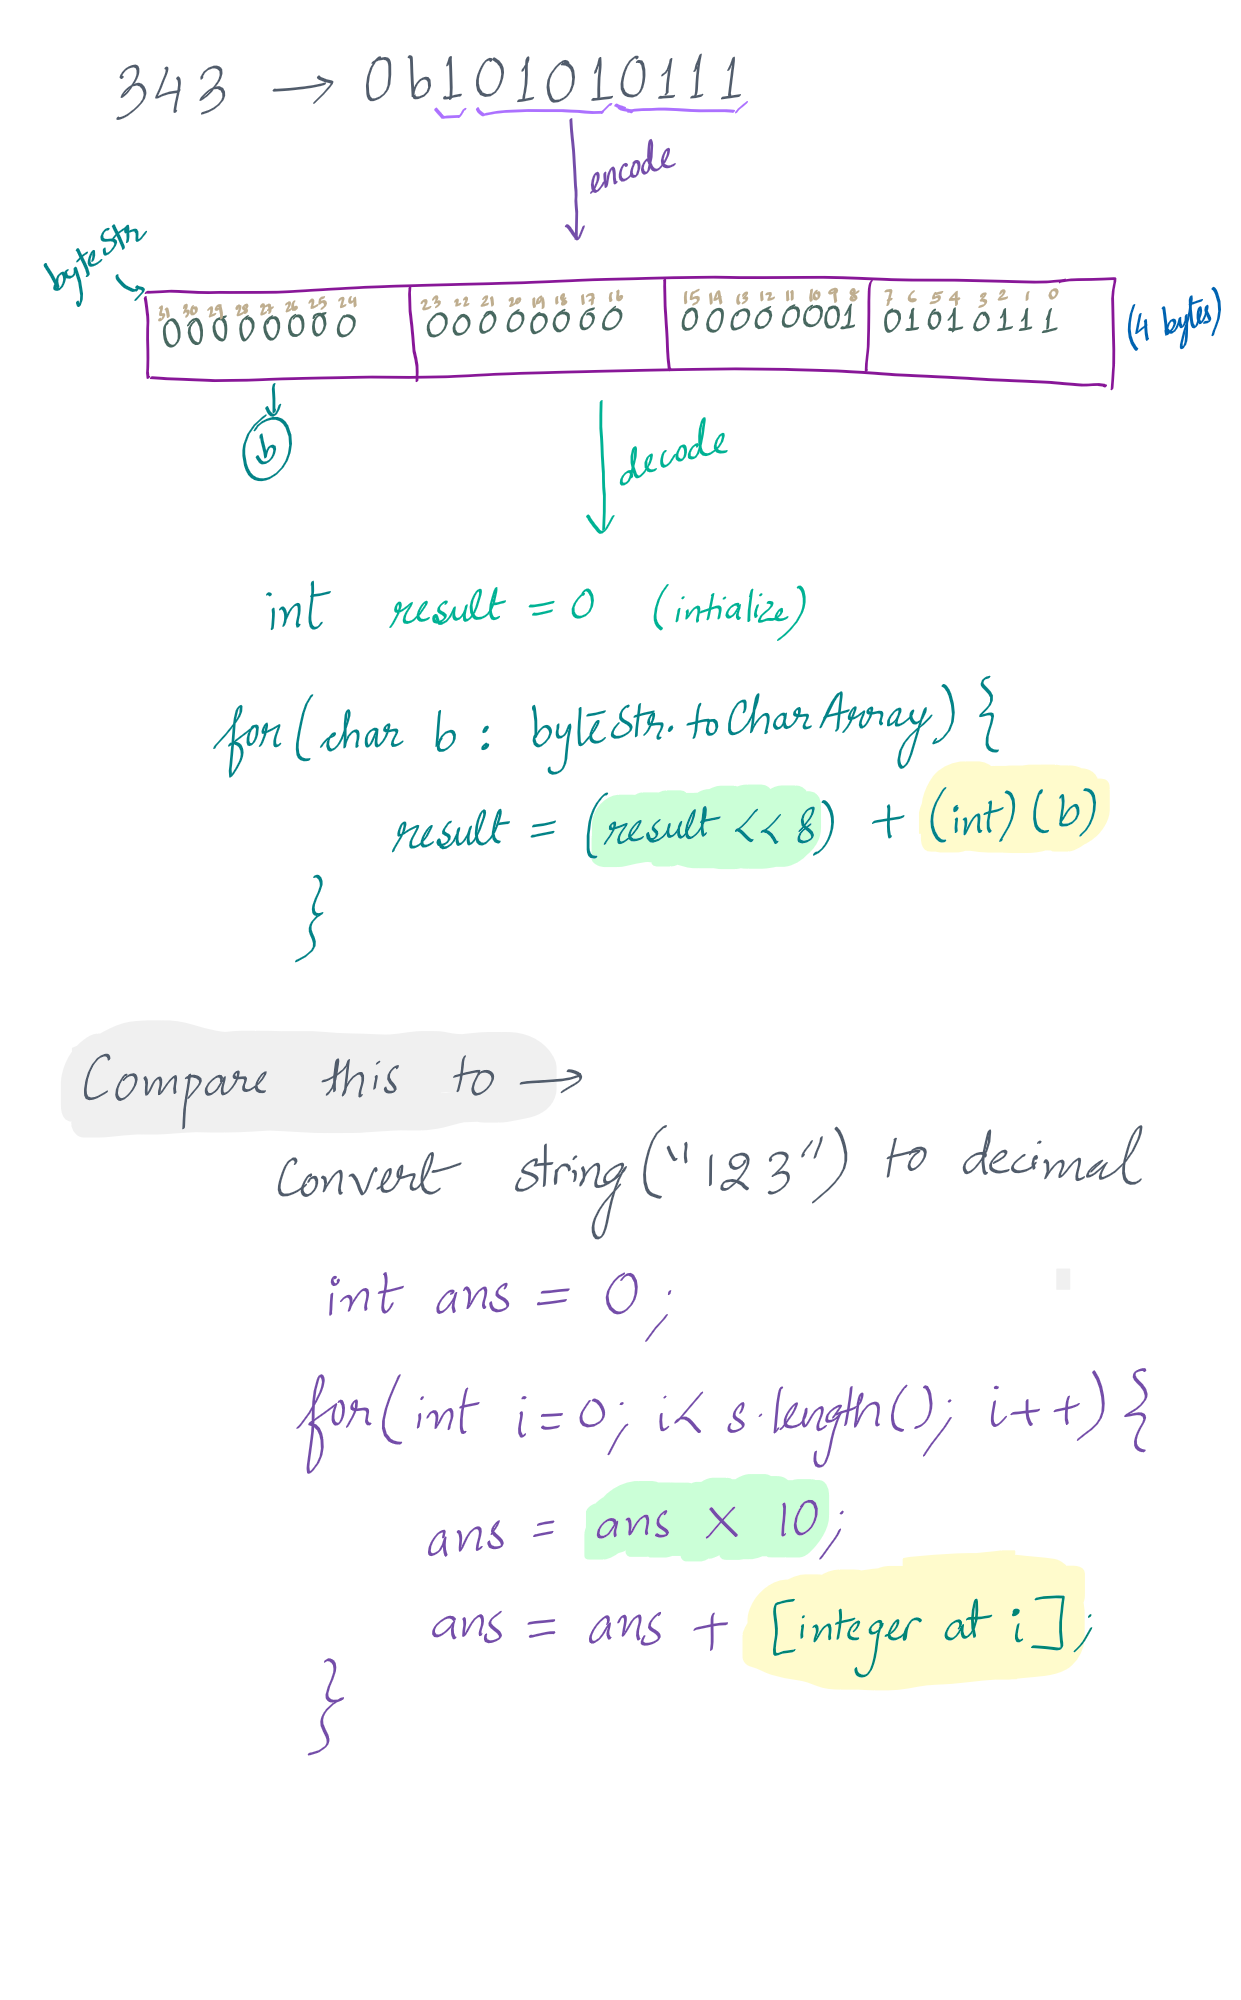 343 → 0b101010111
encode
byteStr
31 30 29 28 27 26 25 24 23 22 21 20 19 18 17 16 15 14 13 12 11 10 9 8 7 6 5 4 3 2 1 0
00000000 00000000 00000001 01010111 (4 bytes)
b
decode
int result = 0 (intialize)
for(char b : byteStr.toCharArray) {
result = (result << 8) + (int)(b)
}
Compare this to →
Convert string("123") to decimal
int ans = 0;
for(int i=0; i< s.length(); i++) {
ans = ans × 10;
ans = ans + [integer at i];
}